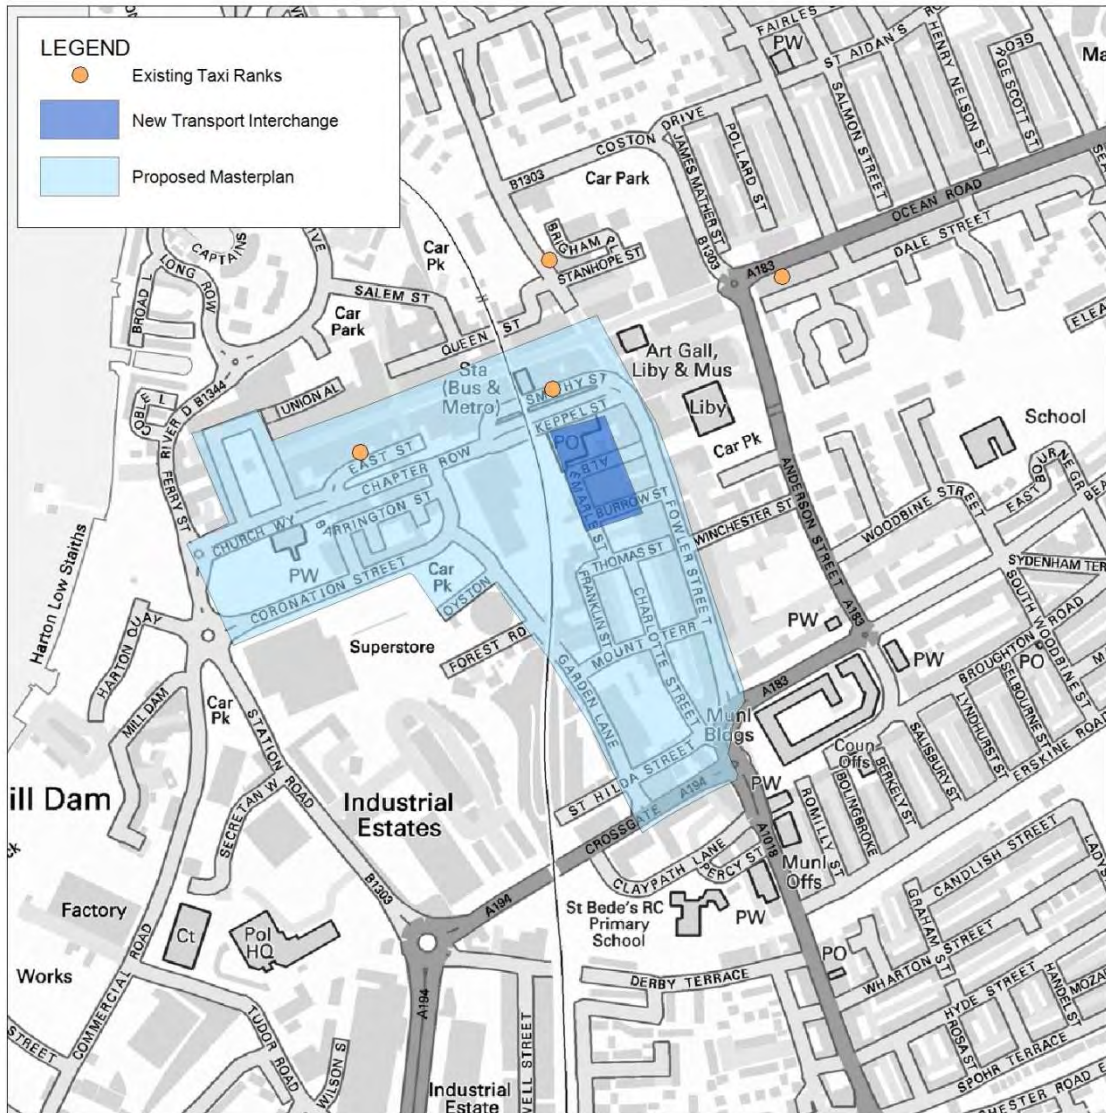 LEGEND
Existing Taxi Ranks
New Transport Interchange
Proposed Masterplan
PW
FAIRLES
ST AIDAN'S
HENRY NELSON ST
GEORGE SCOTT ST
Ma
SALMON STREET
COSTON DRIVE
POLLARD ST
JAMES MATHER ST
B1303
Car Park
OCEAN ROAD
DALE STREET
B1303
A183
BRIGHAM PL
STANHOPE ST
CAPTAINS
LONG ROW
BROAD L
Car
Pk
SALEM ST
Car
Park
QUEEN ST
Sta
(Bus &
Metro)
Art Gall,
Liby & Mus
SMITHY ST
KEPPEL ST
Liby
UNION AL
COBLE L
RIVER D B1344
FERRY ST
PO
Car Pk
School
EAST ST
CHAPTER ROW
BARRINGTON ST
CHURCH WY
PW
CORONATION STREET
Car
Pk
OYSTON
BURROW ST
FOWLER STREET
WINCHESTER ST
ANDERSON STREET
WOODBINE STREET
SYDENHAM TER
THOMAS ST
FRANKLIN ST
CHARLOTTE STREET
MOUNT TERR
SOUTH WOODBINE ST
Harton Low Staiths
HARTON QUAY
Superstore
FOREST RD
GARDEN LANE
PW
A183
PW
BROUGHTON ROAD
PO
A183
MILL DAM
Car
Pk
STATION ROAD
Munl
Bldgs
Coun
Offs
SALISBURY ST
LYNDHURST ST
SELBOURNE ST
ERSKINE ROAD
BERKELY ST
BOLINGBROKE
ROMILLY ST
ill Dam
SECRETAN W
Industrial
Estates
ST HILDA STREET
CROSSGATE
A194
PW
A1018
Munl
Offs
CLAYPATH LANE
PERCY ST
CANDLISH STREET
GRAHAM ST
B1303
A194
St Bede's RC
Primary
School
PW
Factory
Ct
Pol
HQ
Works
COMMERCIAL ROAD
DERBY TERRACE
PO
WHARTON STREET
HYDE STREET
HANDEL ST
ROSA ST
SPOHR TERRACE
A194
TUDOR ROAD
WILSON S
STREET
Industrial
Estate